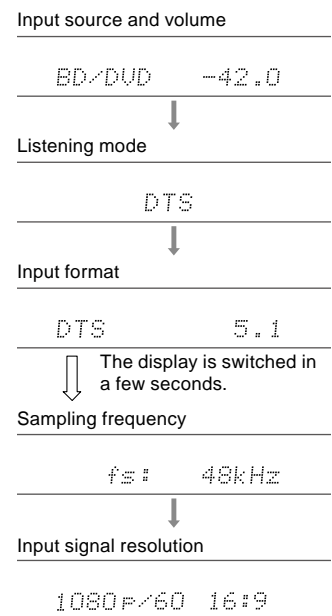 Input source and volume
BD/DVD -42.0
Listening mode
DTS
Input format
DTS 5.1
The display is switched in
a few seconds.
Sampling frequency
fs: 48kHz
Input signal resolution
1080p/60 16:9